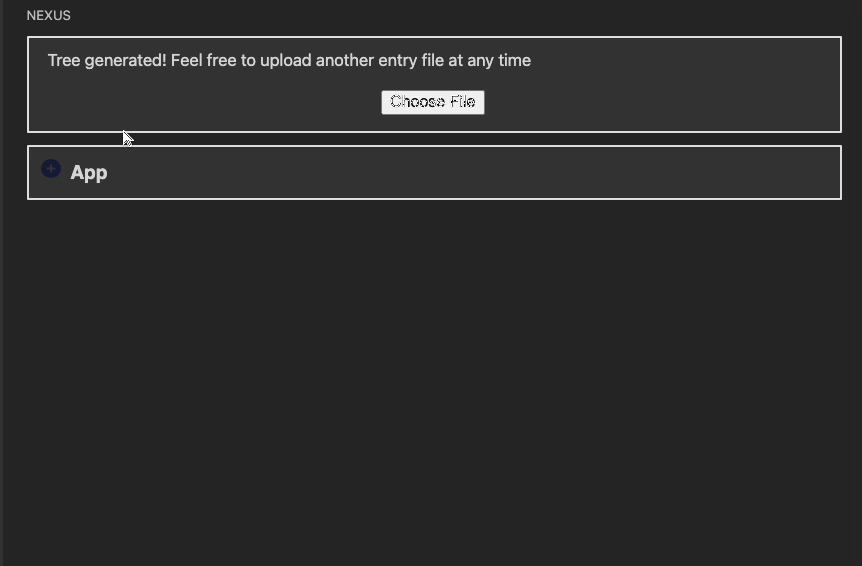 NEXUS
Tree generated! Feel free to upload another entry file at any time
Choose File
App